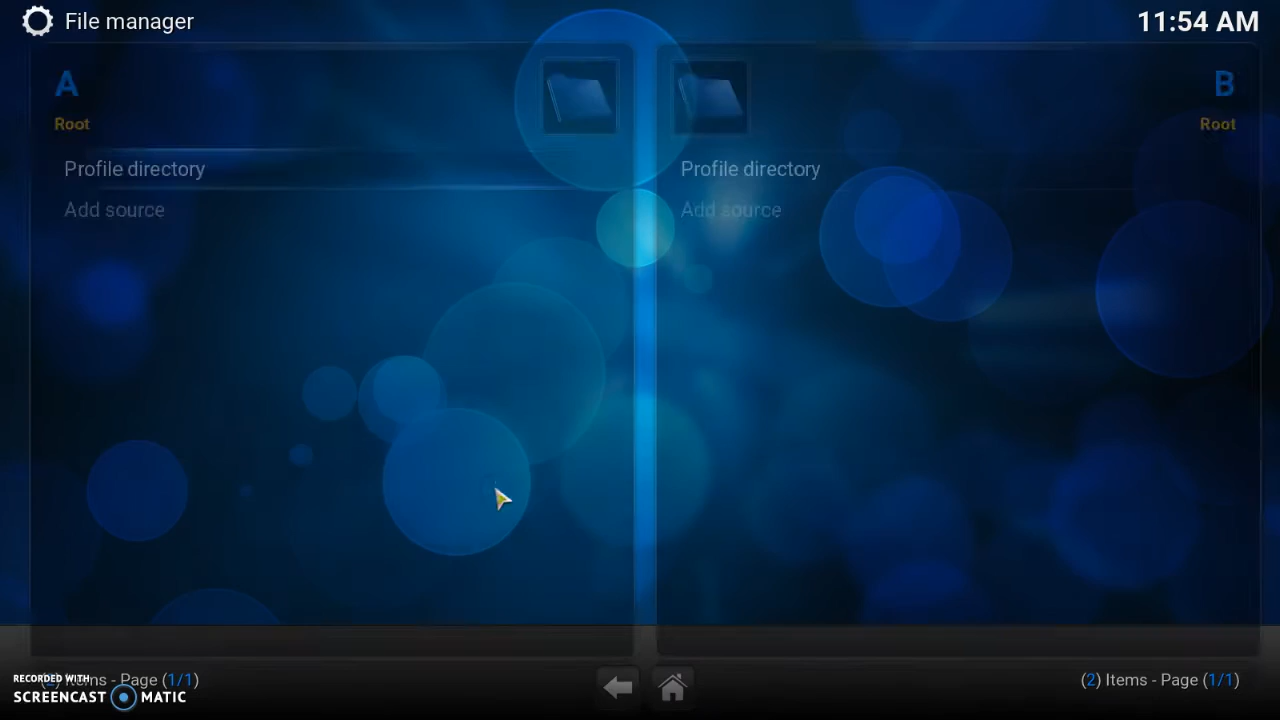 File manager
11:54 AM
A
B
Root
Root
Profile directory
Profile directory
Add source
Add source
(2) Items - Page (1/1)
(2) Items - Page (1/1)
RECORDED WITH
SCREENCAST MATIC